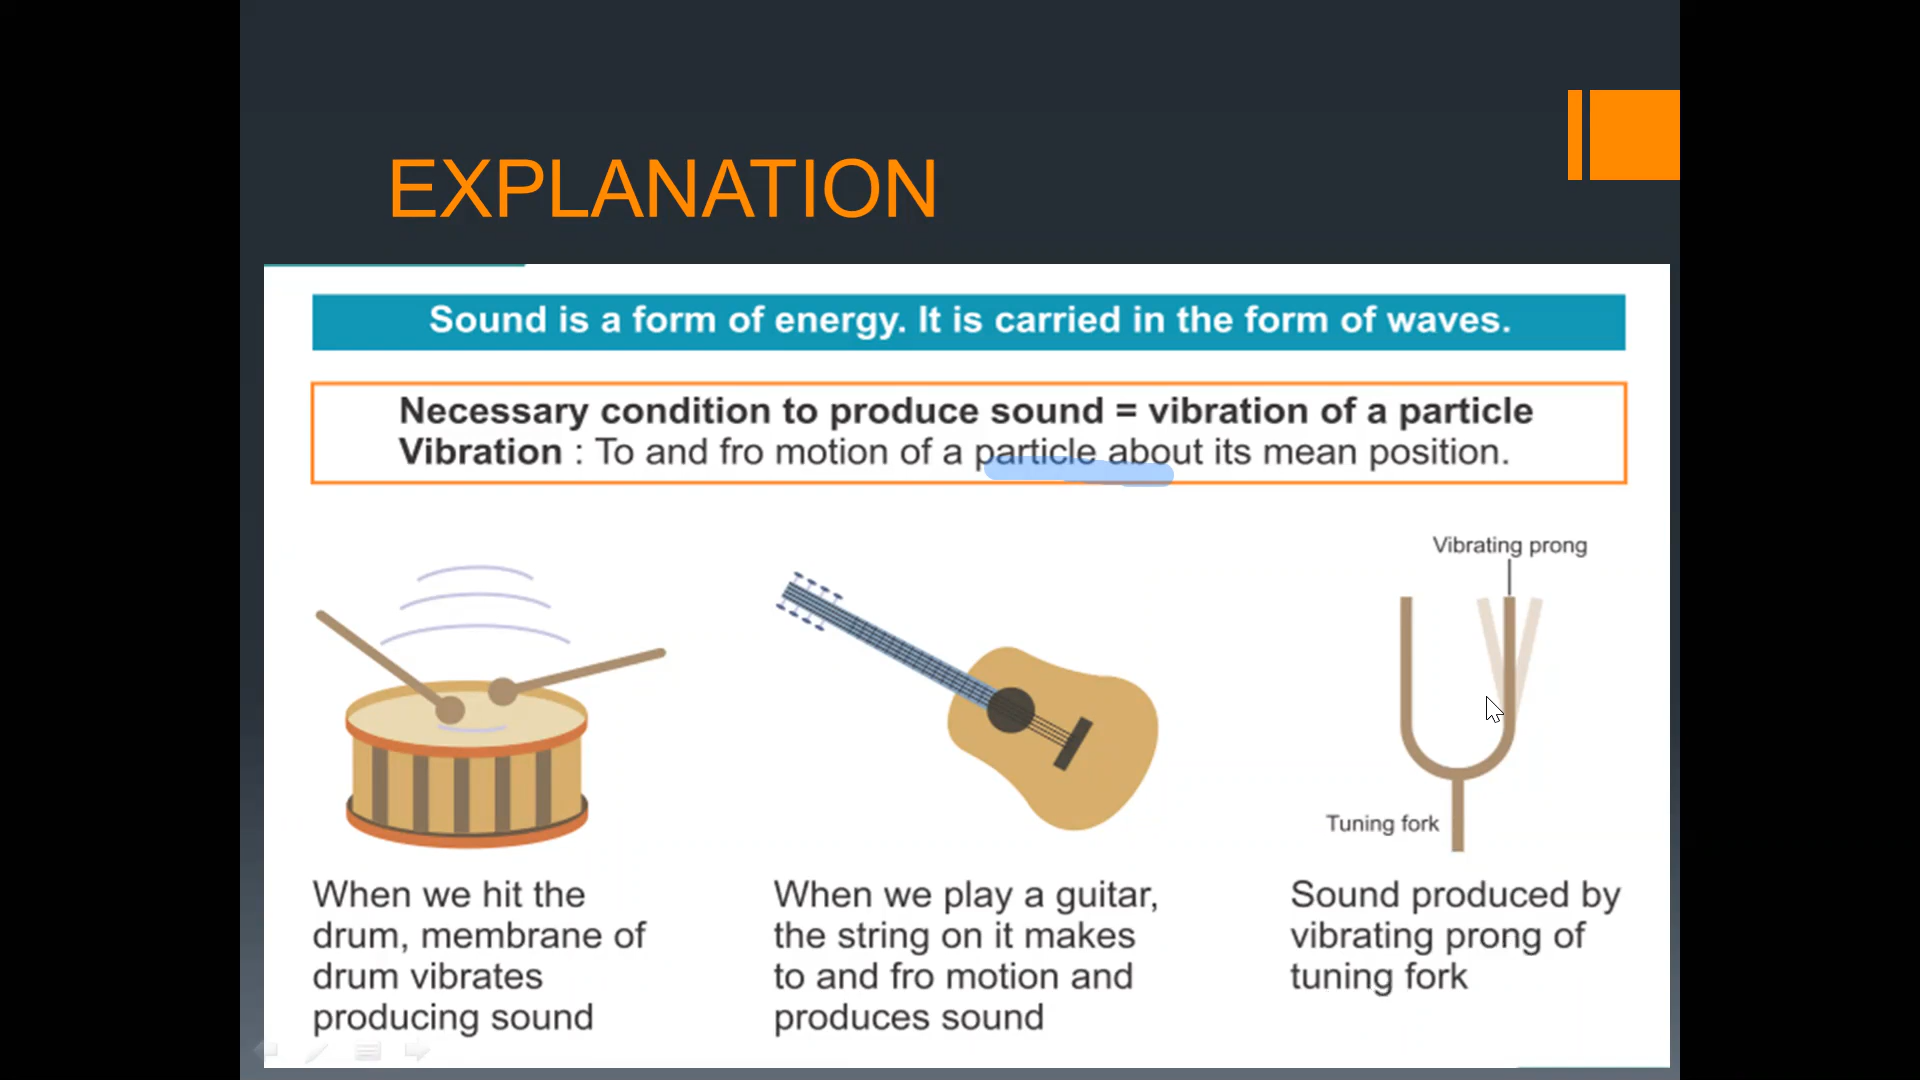 EXPLANATION
Sound is a form of energy. It is carried in the form of waves.
Necessary condition to produce sound = vibration of a particle
Vibration : To and fro motion of a particle about its mean position.
Vibrating prong
Tuning fork
When we hit the
drum, membrane of
drum vibrates
producing sound
When we play a guitar,
the string on it makes
to and fro motion and
produces sound
Sound produced by
vibrating prong of
tuning fork